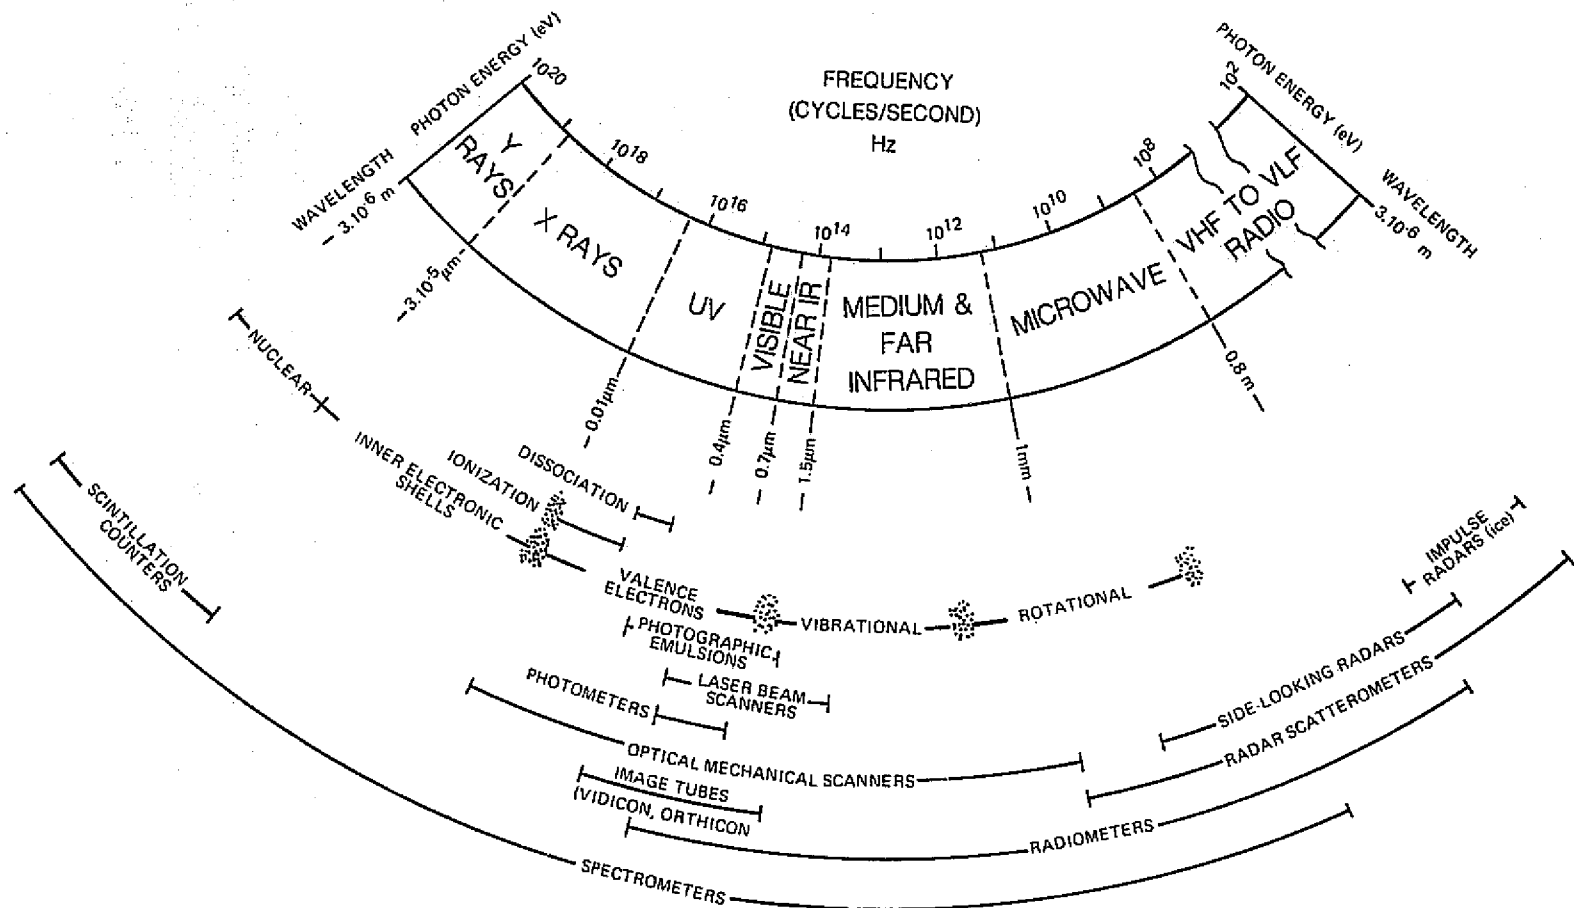 PHOTON ENERGY (eV)
WAVELENGTH
3.10-6 m
10²⁰
10¹⁸
10¹⁶
10¹⁴
10¹²
10¹⁰
10⁸
10²
FREQUENCY
(CYCLES/SECOND)
Hz
PHOTON ENERGY (eV)
WAVELENGTH
3.10-6 m
Y
RAYS
X RAYS
UV
VISIBLE
NEAR IR
MEDIUM &
FAR
INFRARED
MICROWAVE
VHF TO VLF
RADIO
3.10-5 μm
0.01μm
0.4μm
0.7μm
1.5μm
1mm
0.8 m
NUCLEAR
INNER ELECTRONIC
SHELLS
IONIZATION
DISSOCIATION
VALENCE
ELECTRONS
VIBRATIONAL
ROTATIONAL
SCINTILLATION
COUNTERS
PHOTOGRAPHIC
EMULSIONS
LASER BEAM
SCANNERS
PHOTOMETERS
OPTICAL MECHANICAL SCANNERS
IMAGE TUBES
(VIDICON, ORTHICON
IMPULSE
RADARS (ice)
SIDE-LOOKING RADARS
RADAR SCATTEROMETERS
RADIOMETERS
SPECTROMETERS